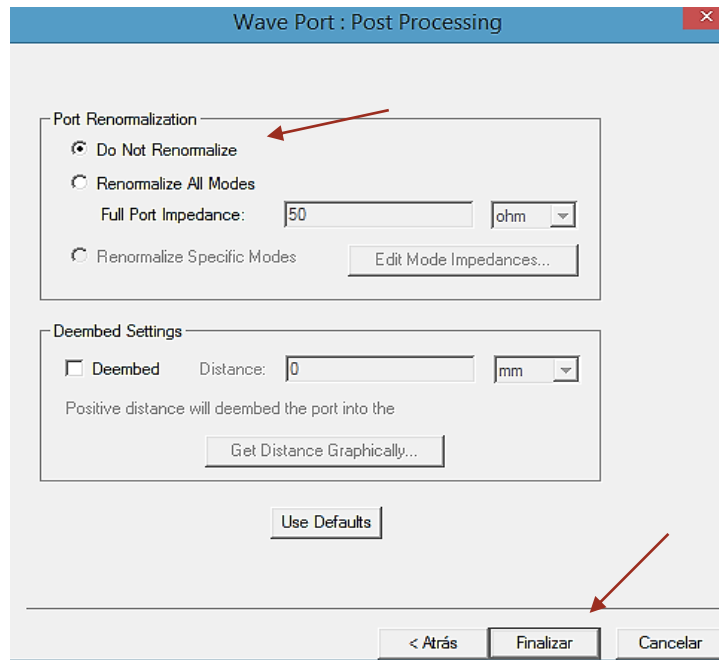 Wave Port : Post Processing
Port Renormalization
Do Not Renormalize
Renormalize All Modes
Full Port Impedance: 50 ohm
Renormalize Specific Modes Edit Mode Impedances...
Deembed Settings
Deembed Distance: 0 mm
Positive distance will deembed the port into the
Get Distance Graphically...
Use Defaults
< Atrás Finalizar Cancelar